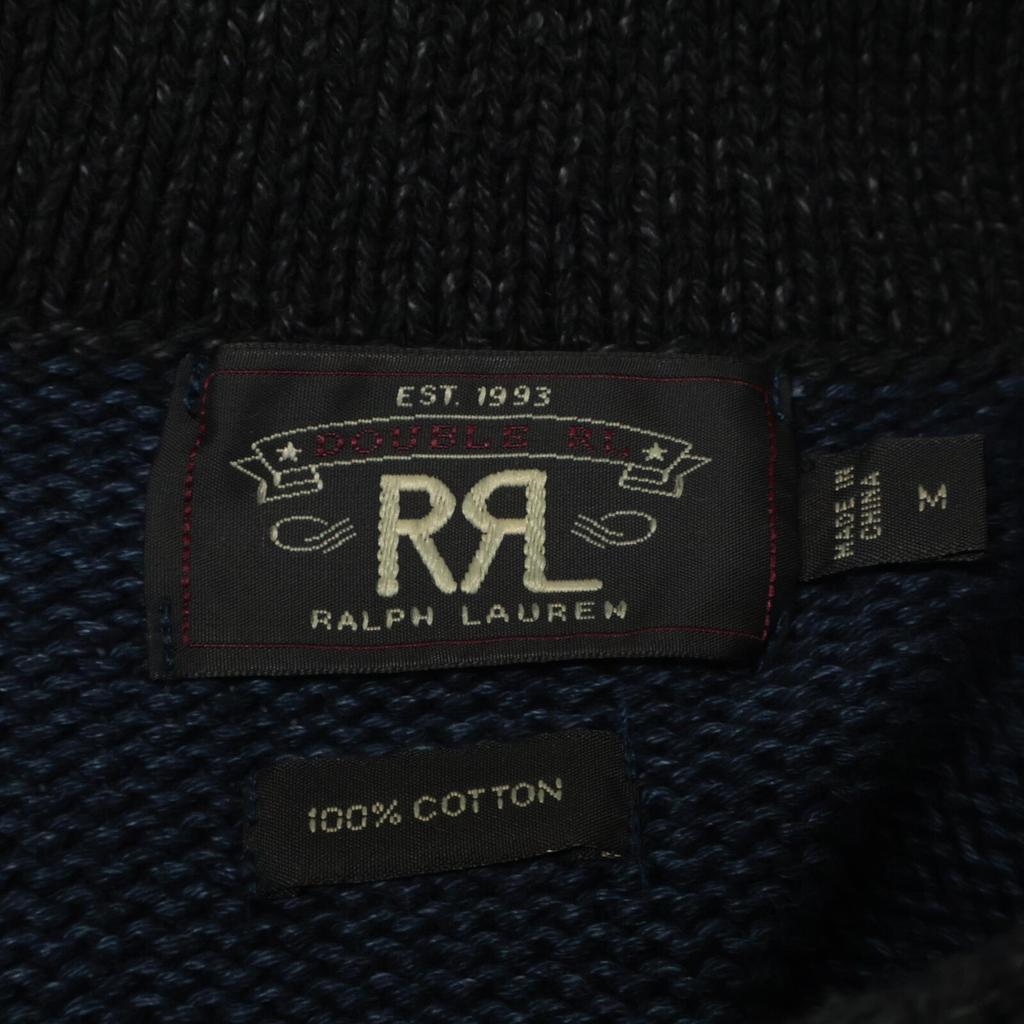 EST. 1993
DOUBLE RL
RRL
RALPH LAUREN
MADE IN
CHINA
M
100% COTTON